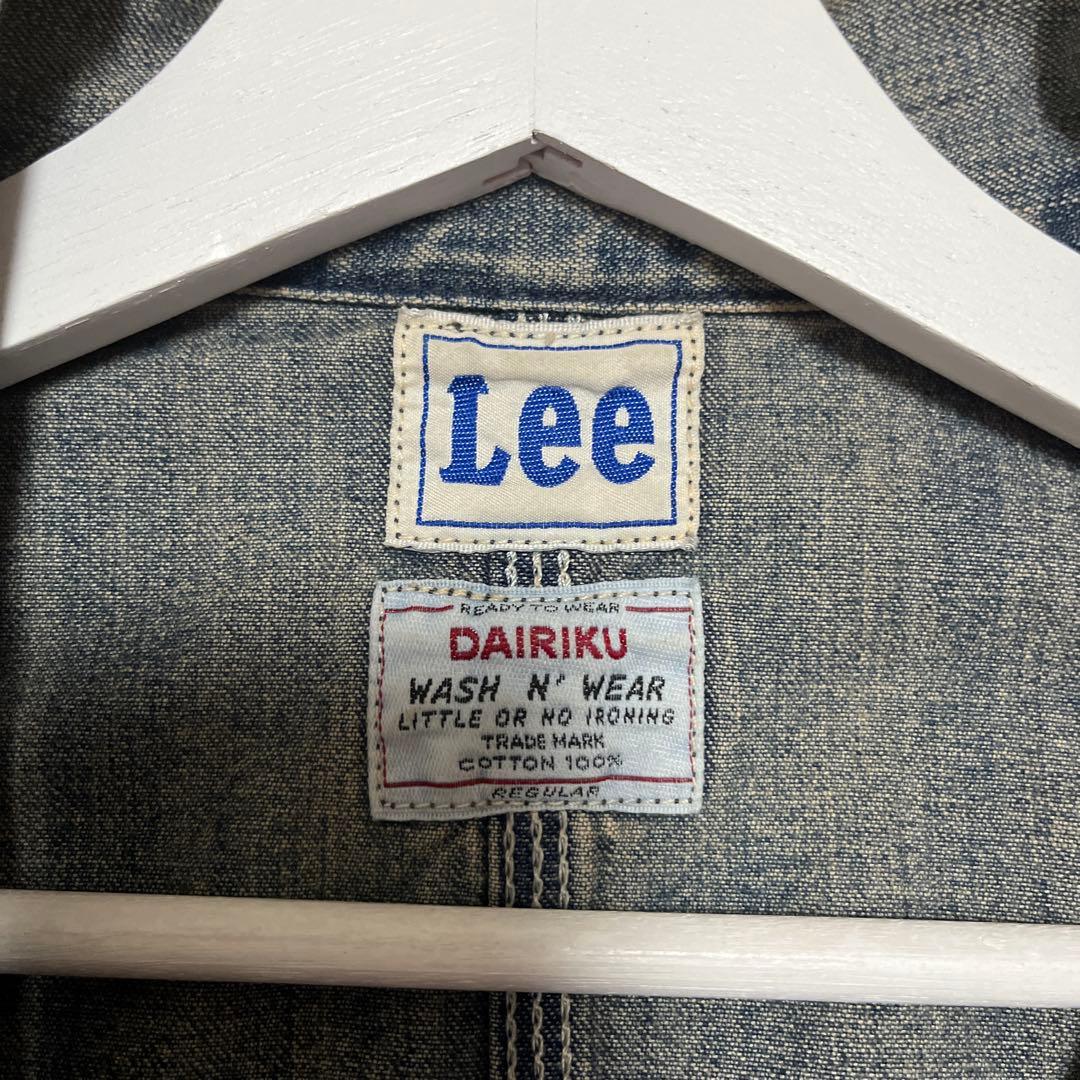 Lee
READY TO WEAR
DAIRIKU
WASH N' WEAR
LITTLE OR NO IRONING
TRADE MARK
COTTON 100%
REGULAR